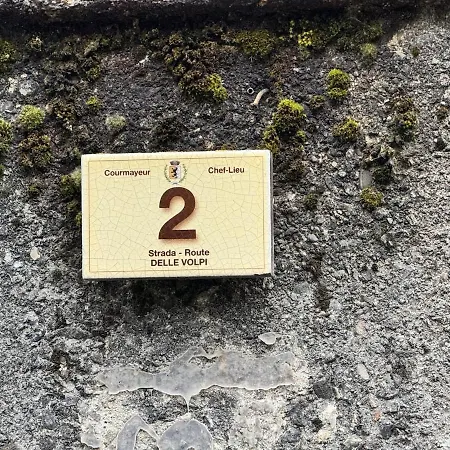 Courmayeur Chef-Lieu
2
Strada - Route
DELLE VOLPI